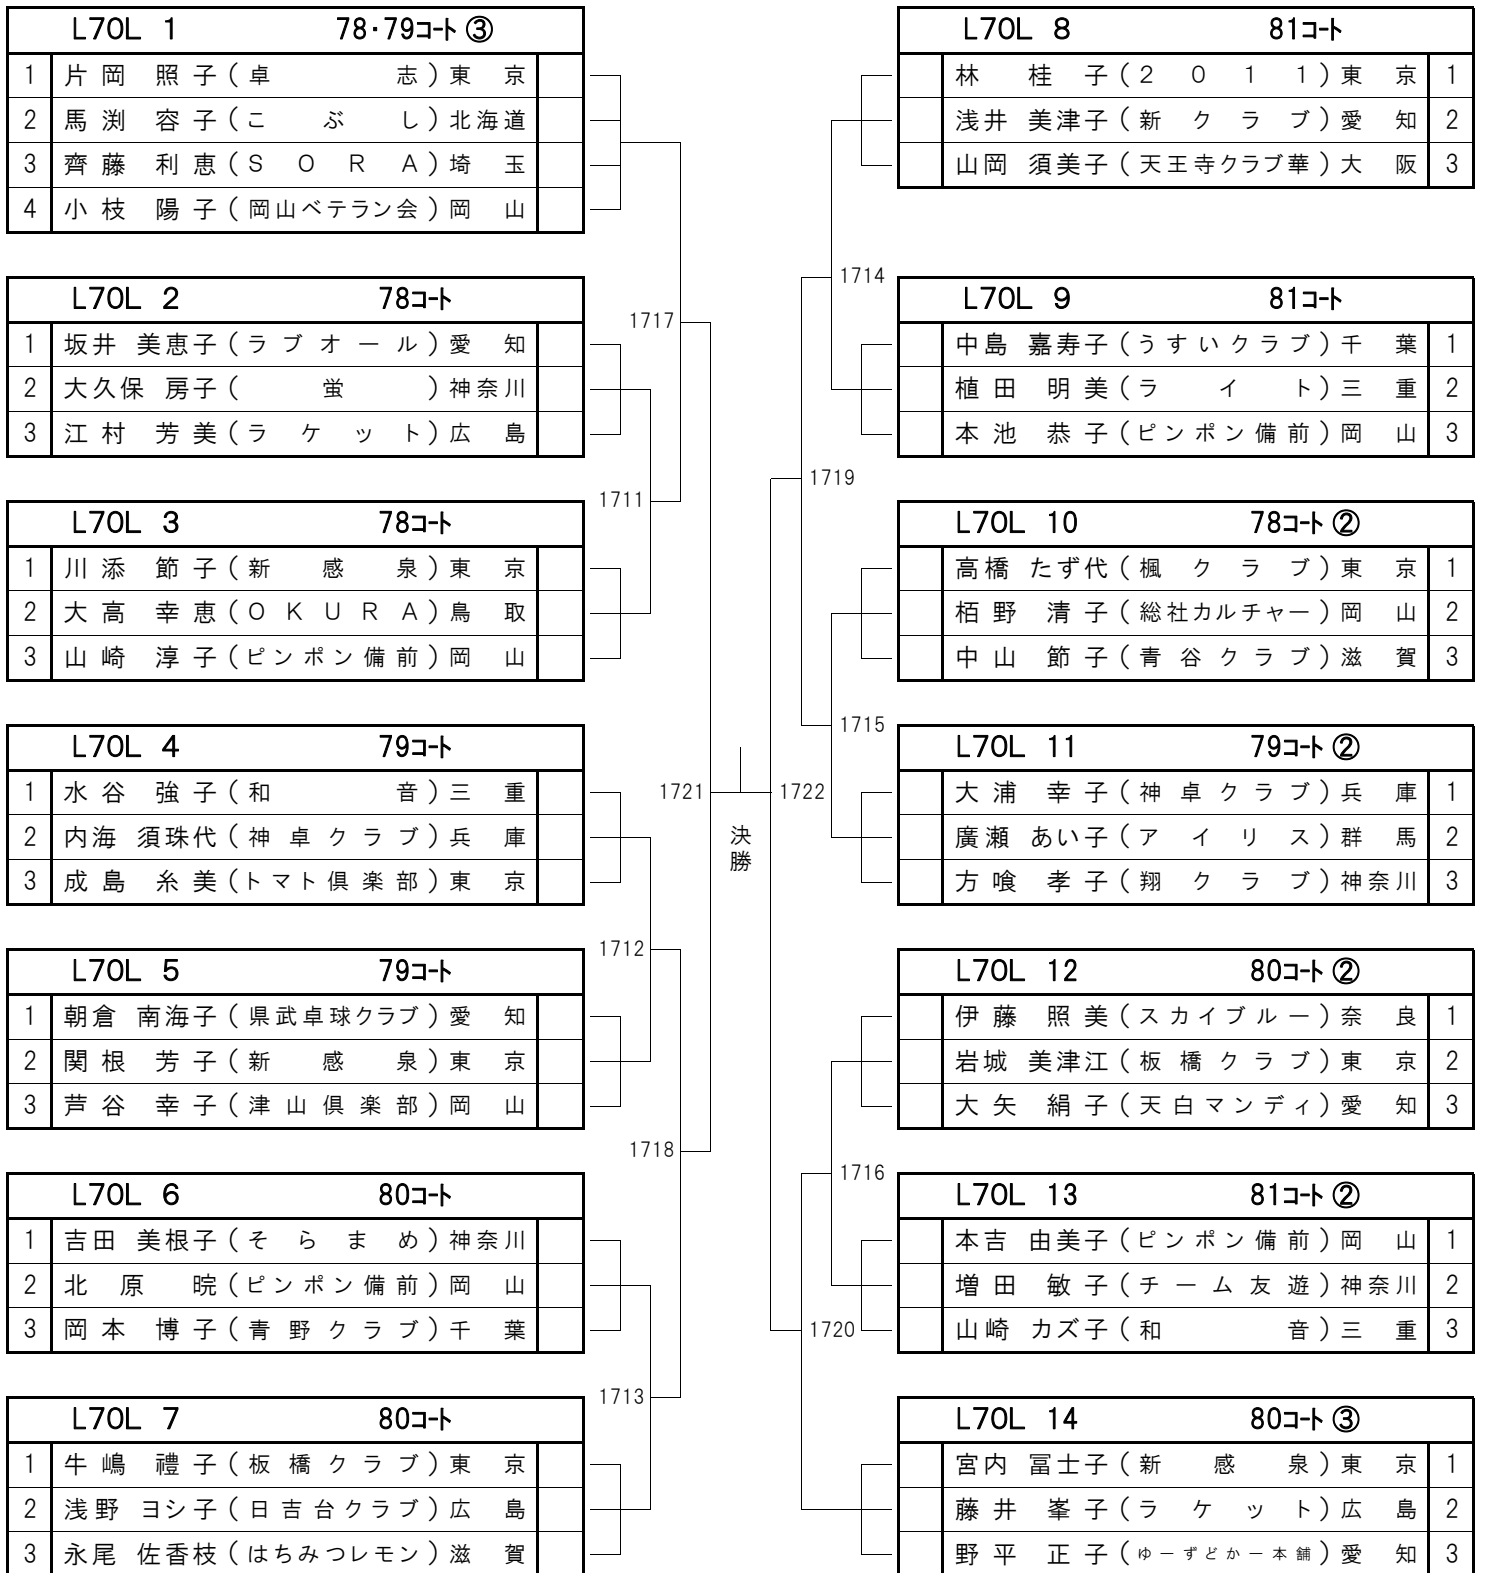 L70L 1 78・79コート ③
1 片岡 照子 (卓志) 東京
2 馬渕 容子 (こぶし) 北海道
3 齊藤 利恵 (SORA) 埼玉
4 小枝 陽子 (岡山ベテラン会) 岡山
L70L 2 78コート
1 坂井 美恵子 (ラブオール) 愛知
2 大久保 房子 (蛍) 神奈川
3 江村 芳美 (ラケット) 広島
L70L 3 78コート
1 川添 節子 (新感泉) 東京
2 大高 幸恵 (OKURA) 鳥取
3 山崎 淳子 (ピンポン備前) 岡山
L70L 4 79コート
1 水谷 強子 (和音) 三重
2 内海 須珠代 (神卓クラブ) 兵庫
3 成島 糸美 (トマト倶楽部) 東京
L70L 5 79コート
1 朝倉 南海子 (県武卓球クラブ) 愛知
2 関根 芳子 (新感泉) 東京
3 芦谷 幸子 (津山倶楽部) 岡山
L70L 6 80コート
1 吉田 美根子 (そらまめ) 神奈川
2 北原 晥 (ピンポン備前) 岡山
3 岡本 博子 (青野クラブ) 千葉
L70L 7 80コート
1 牛嶋 禮子 (板橋クラブ) 東京
2 浅野 ヨシ子 (日吉台クラブ) 広島
3 永尾 佐香枝 (はちみつレモン) 滋賀
1717
1711
1721
1712
1718
1713
決勝
1714
1719
1715
1722
1716
1720
L70L 8 81コート
林 桂子 (2011) 東京 1
浅井 美津子 (新クラブ) 愛知 2
山岡 須美子 (天王寺クラブ華) 大阪 3
L70L 9 81コート
中島 嘉寿子 (うすいクラブ) 千葉 1
植田 明美 (ライト) 三重 2
本池 恭子 (ピンポン備前) 岡山 3
L70L 10 78コート ②
高橋 たず代 (楓クラブ) 東京 1
栢野 清子 (総社カルチャー) 岡山 2
中山 節子 (青谷クラブ) 滋賀 3
L70L 11 79コート ②
大浦 幸子 (神卓クラブ) 兵庫 1
廣瀬 あい子 (アイリス) 群馬 2
方喰 孝子 (翔クラブ) 神奈川 3
L70L 12 80コート ②
伊藤 照美 (スカイブルー) 奈良 1
岩城 美津江 (板橋クラブ) 東京 2
大矢 絹子 (天白マンディ) 愛知 3
L70L 13 81コート ②
本吉 由美子 (ピンポン備前) 岡山 1
増田 敏子 (チーム友遊) 神奈川 2
山崎 カズ子 (和音) 三重 3
L70L 14 80コート ③
宮内 冨士子 (新感泉) 東京 1
藤井 峯子 (ラケット) 広島 2
野平 正子 (ゆーずどかー本舗) 愛知 3